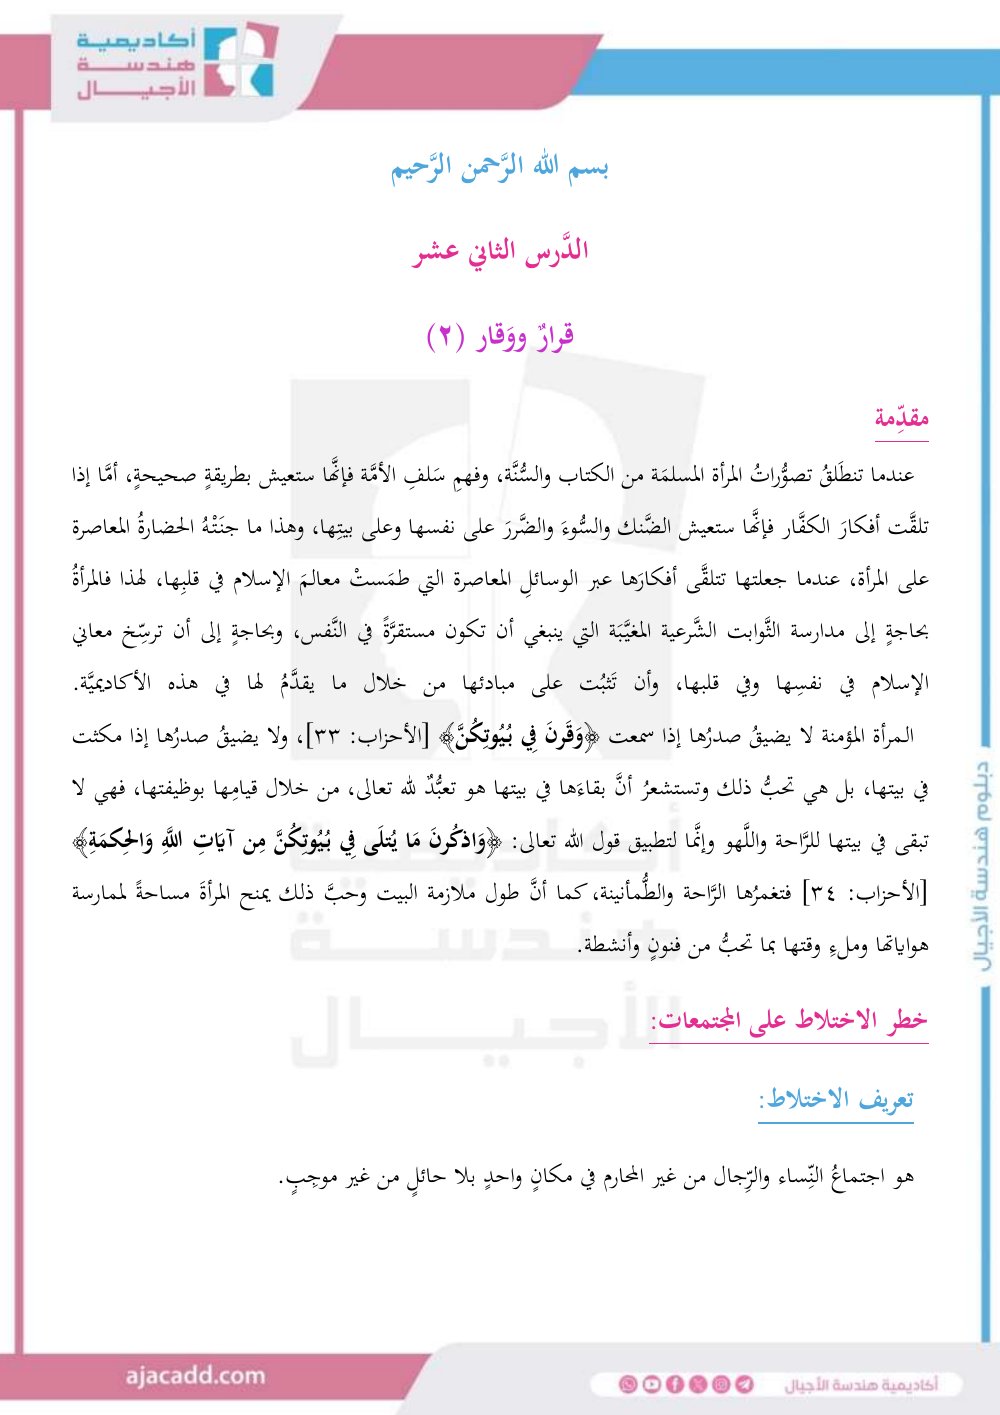 أكاديمية
هندسة
الأجيال
بسم الله الرَّحمن الرَّحيم
الدَّرس الثاني عشر
قرارٌ ووَقار (٢)
مقدِّمة
عندما تنطَلقُ تصوُّراتُ المرأة المسلمَة من الكتاب والسُّنَّة، وفهمِ سَلفِ الأمَّة فإنَّها ستعيش بطريقةٍ صحيحةٍ، أمَّا إذا
تلقَّت أفكارَ الكفَّار فإنَّها ستعيش الضَّنك والسُّوءَ والضَّررَ على نفسها وعلى بيتِها، وهذا ما جنَتْهُ الحضارةُ المعاصرة
على المرأة، عندما جعلتها تتلقَّى أفكارَها عبر الوسائلِ المعاصرة التي طمَستْ معالمَ الإسلام في قلبِها، لهذا فالمرأةُ
بحاجةٍ إلى مدارسة الثَّوابت الشَّرعية المغيَّبَة التي ينبغي أن تكون مستقرَّةً في النَّفس، وبحاجةٍ إلى أن ترسِّخ معاني
الإسلام في نفسِها وفي قلبها، وأن تَثبُت على مبادئها من خلال ما يقدَّمُ لها في هذه الأكاديميَّة.
المرأة المؤمنة لا يضيقُ صدرُها إذا سمعت ﴿وَقَرنَ فِي بُيُوتِكُنَّ﴾ [الأحزاب: ٣٣]، ولا يضيقُ صدرُها إذا مكثت
في بيتها، بل هي تحبُّ ذلك وتستشعرُ أنَّ بقاءَها في بيتها هو تعبُّدٌ لله تعالى، من خلال قيامِها بوظيفتها، فهي لا
تبقى في بيتها للرَّاحة واللَّهو وإنَّما لتطبيق قول الله تعالى: ﴿وَاذكُرنَ مَا يُتلَى فِي بُيُوتِكُنَّ مِن آيَاتِ اللَّهِ وَالحِكمَةِ﴾
[الأحزاب: ٣٤] فتغمرُها الرَّاحة والطُّمأنينة، كما أنَّ طول ملازمة البيت وحبَّ ذلك يمنح المرأةَ مساحةً لممارسة
هواياتها وملءِ وقتها بما تحبُّ من فنونٍ وأنشطة.
خطر الاختلاط على المجتمعات:
تعريف الاختلاط:
هو اجتماعُ النِّساء والرِّجال من غير المحارم في مكانٍ واحدٍ بلا حائلٍ من غير موجِبٍ.
دبلوم هندسة الأجيال
أكاديمية
هندسة
الأجيال
أكاديمية هندسة الأجيال
ajacadd.com